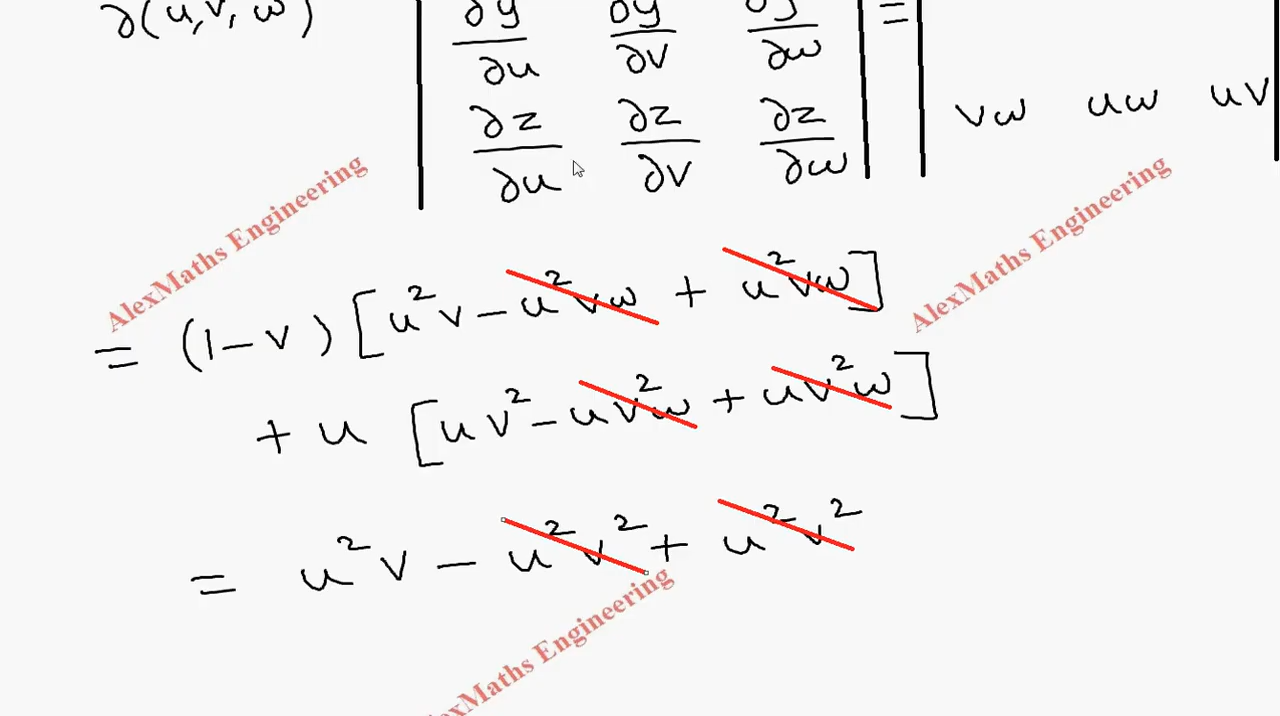 ∂(u,v,w) | ∂y/∂u ∂y/∂v ∂y/∂w | = |
| ∂z/∂u ∂z/∂v ∂z/∂w | | vw uw uv |
AlexMaths Engineering
AlexMaths Engineering
= (1-v) [u²v - u²vw + u²vw]
+ u [uv² - uv²w + uv²w]
= u²v - u²v² + u²v²
AlexMaths Engineering